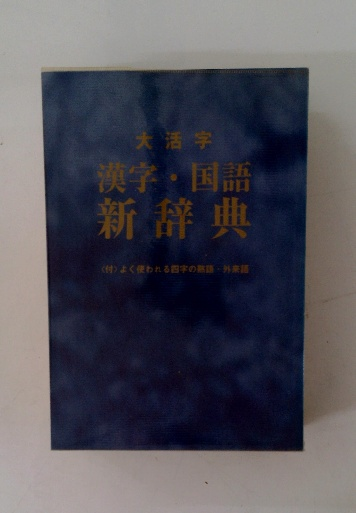 大活字
漢字・国語
新辞典
〈付〉よく使われる四字の熟語・外来語